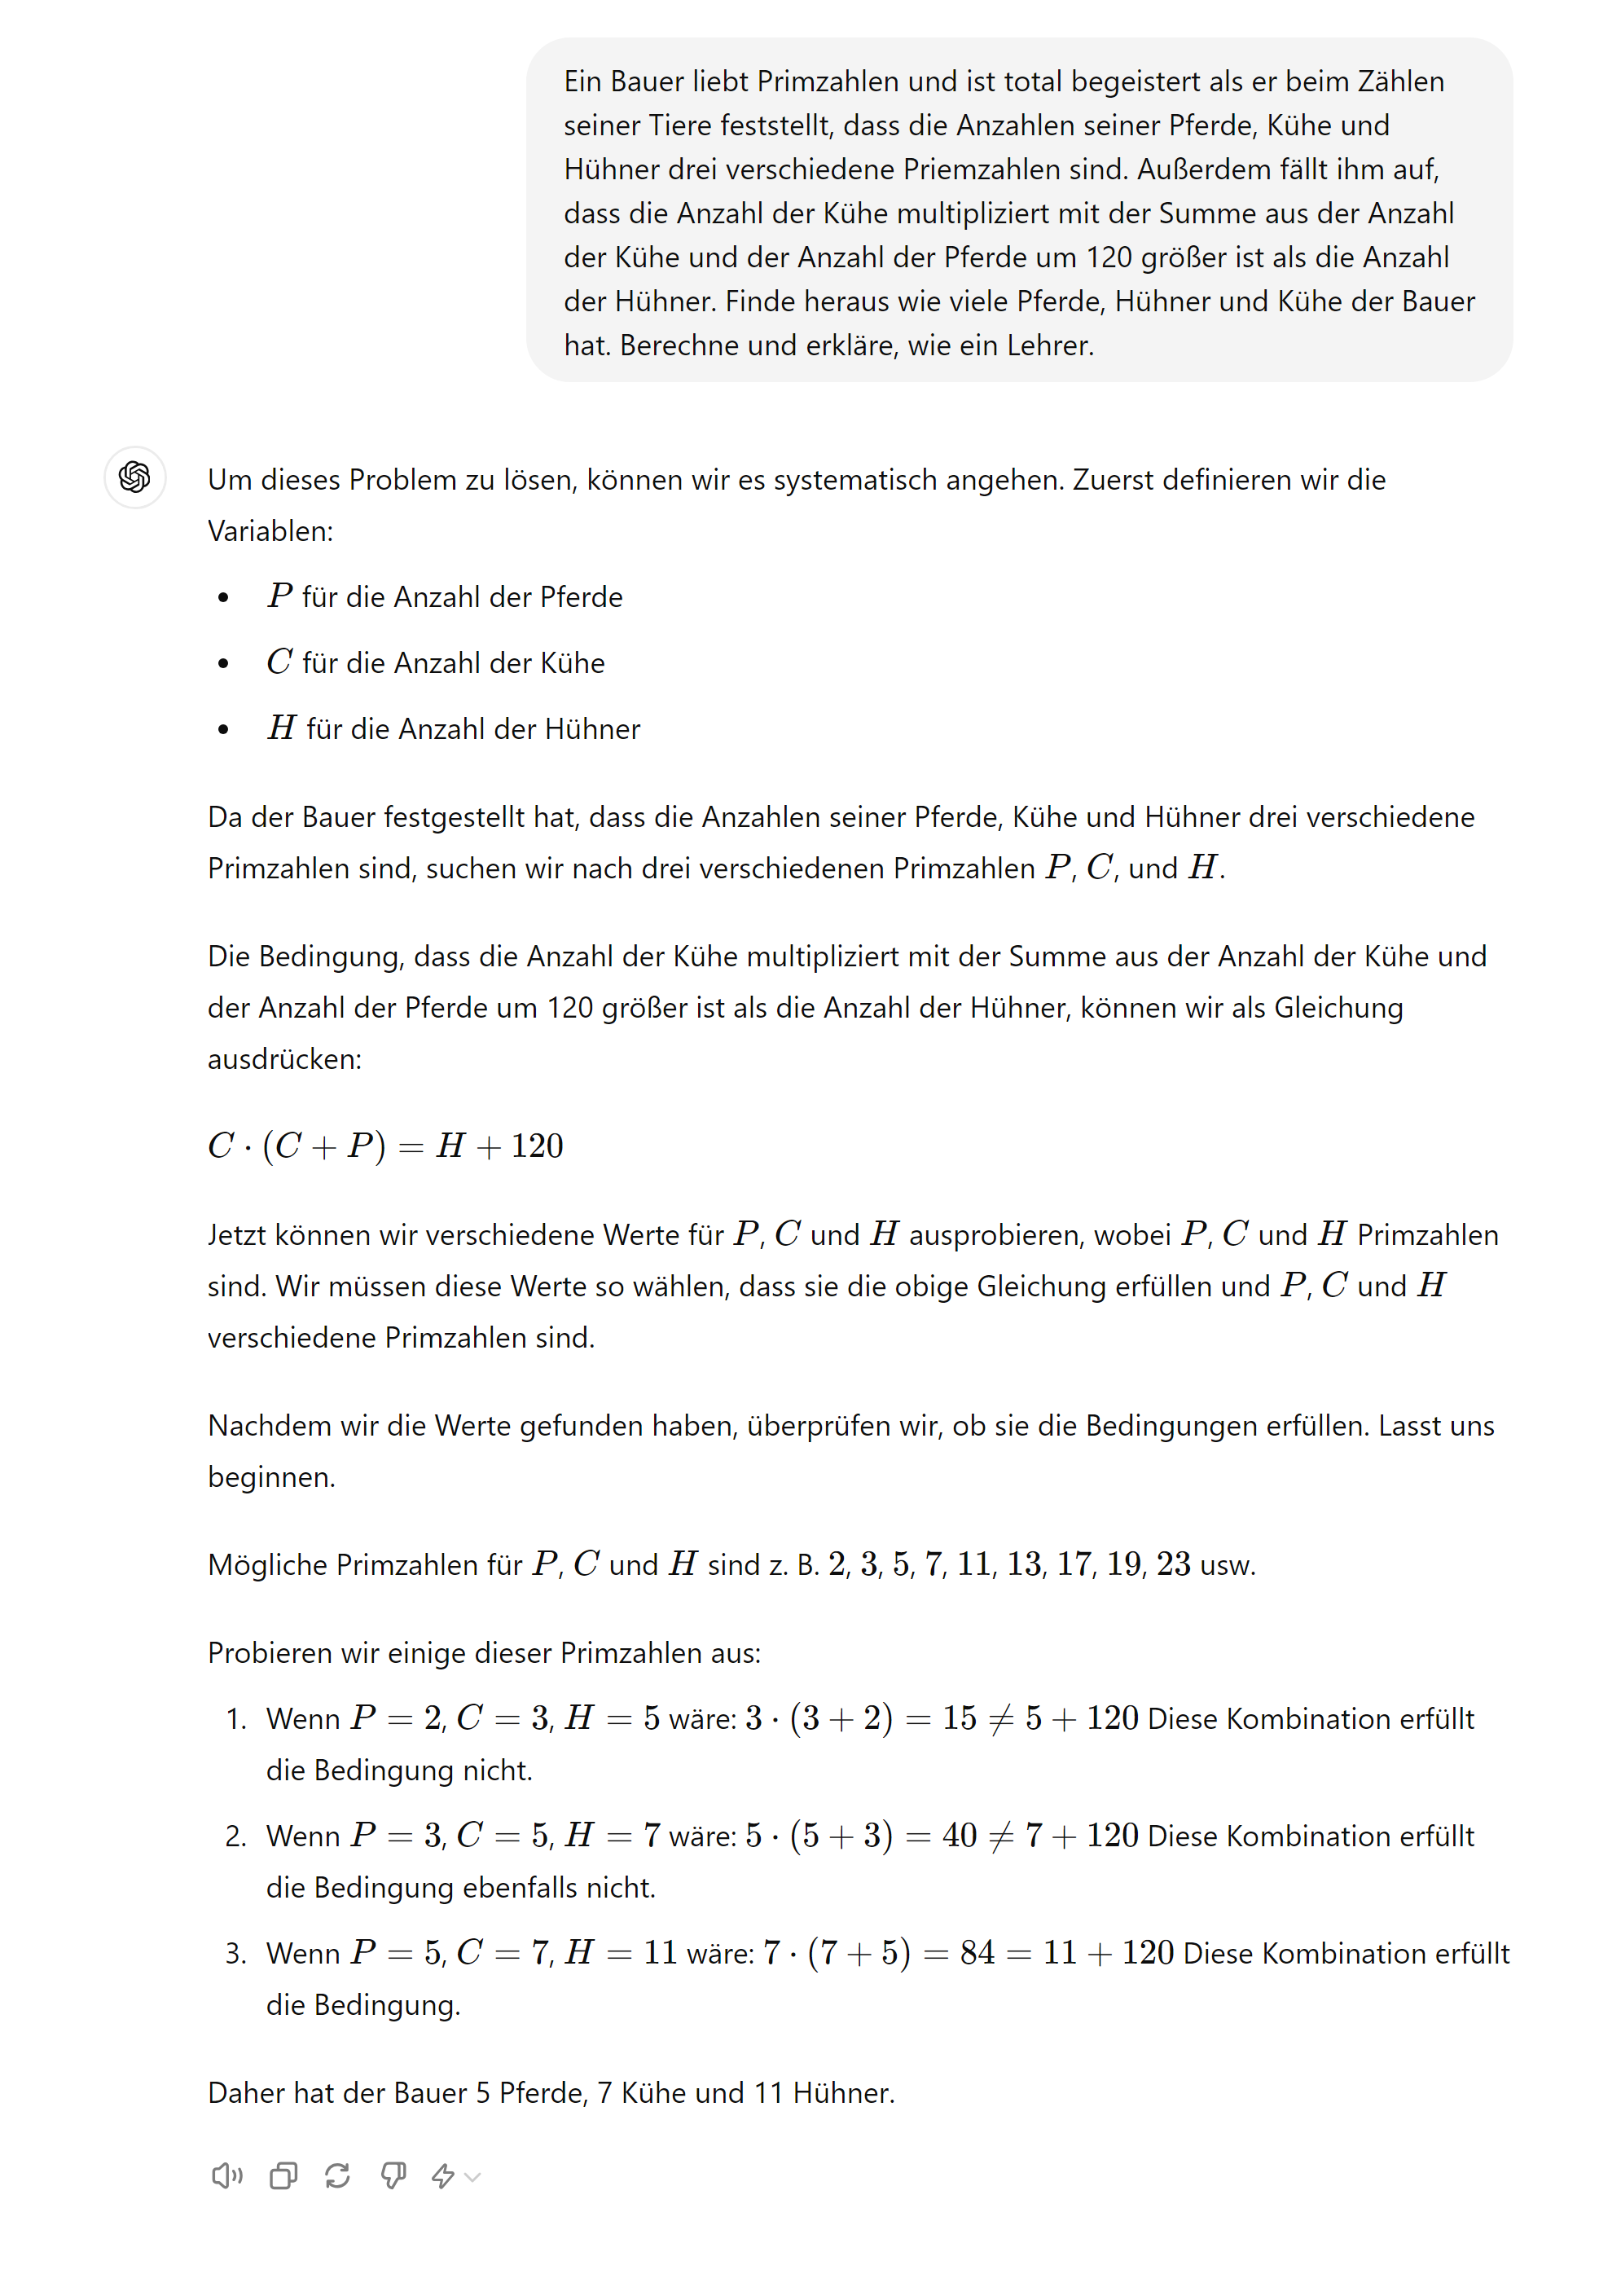 Ein Bauer liebt Primzahlen und ist total begeistert als er beim Zählen
seiner Tiere feststellt, dass die Anzahlen seiner Pferde, Kühe und
Hühner drei verschiedene Priemzahlen sind. Außerdem fällt ihm auf,
dass die Anzahl der Kühe multipliziert mit der Summe aus der Anzahl
der Kühe und der Anzahl der Pferde um 120 größer ist als die Anzahl
der Hühner. Finde heraus wie viele Pferde, Hühner und Kühe der Bauer
hat. Berechne und erkläre, wie ein Lehrer.
Um dieses Problem zu lösen, können wir es systematisch angehen. Zuerst definieren wir die
Variablen:
• P für die Anzahl der Pferde
• C für die Anzahl der Kühe
• H für die Anzahl der Hühner
Da der Bauer festgestellt hat, dass die Anzahlen seiner Pferde, Kühe und Hühner drei verschiedene
Primzahlen sind, suchen wir nach drei verschiedenen Primzahlen P, C, und H.
Die Bedingung, dass die Anzahl der Kühe multipliziert mit der Summe aus der Anzahl der Kühe und
der Anzahl der Pferde um 120 größer ist als die Anzahl der Hühner, können wir als Gleichung
ausdrücken:
C · (C + P) = H + 120
Jetzt können wir verschiedene Werte für P, C und H ausprobieren, wobei P, C und H Primzahlen
sind. Wir müssen diese Werte so wählen, dass sie die obige Gleichung erfüllen und P, C und H
verschiedene Primzahlen sind.
Nachdem wir die Werte gefunden haben, überprüfen wir, ob sie die Bedingungen erfüllen. Lasst uns
beginnen.
Mögliche Primzahlen für P, C und H sind z. B. 2, 3, 5, 7, 11, 13, 17, 19, 23 usw.
Probieren wir einige dieser Primzahlen aus:
1. Wenn P = 2, C = 3, H = 5 wäre: 3 · (3 + 2) = 15 ≠ 5 + 120 Diese Kombination erfüllt
die Bedingung nicht.
2. Wenn P = 3, C = 5, H = 7 wäre: 5 · (5 + 3) = 40 ≠ 7 + 120 Diese Kombination erfüllt
die Bedingung ebenfalls nicht.
3. Wenn P = 5, C = 7, H = 11 wäre: 7 · (7 + 5) = 84 = 11 + 120 Diese Kombination erfüllt
die Bedingung.
Daher hat der Bauer 5 Pferde, 7 Kühe und 11 Hühner.